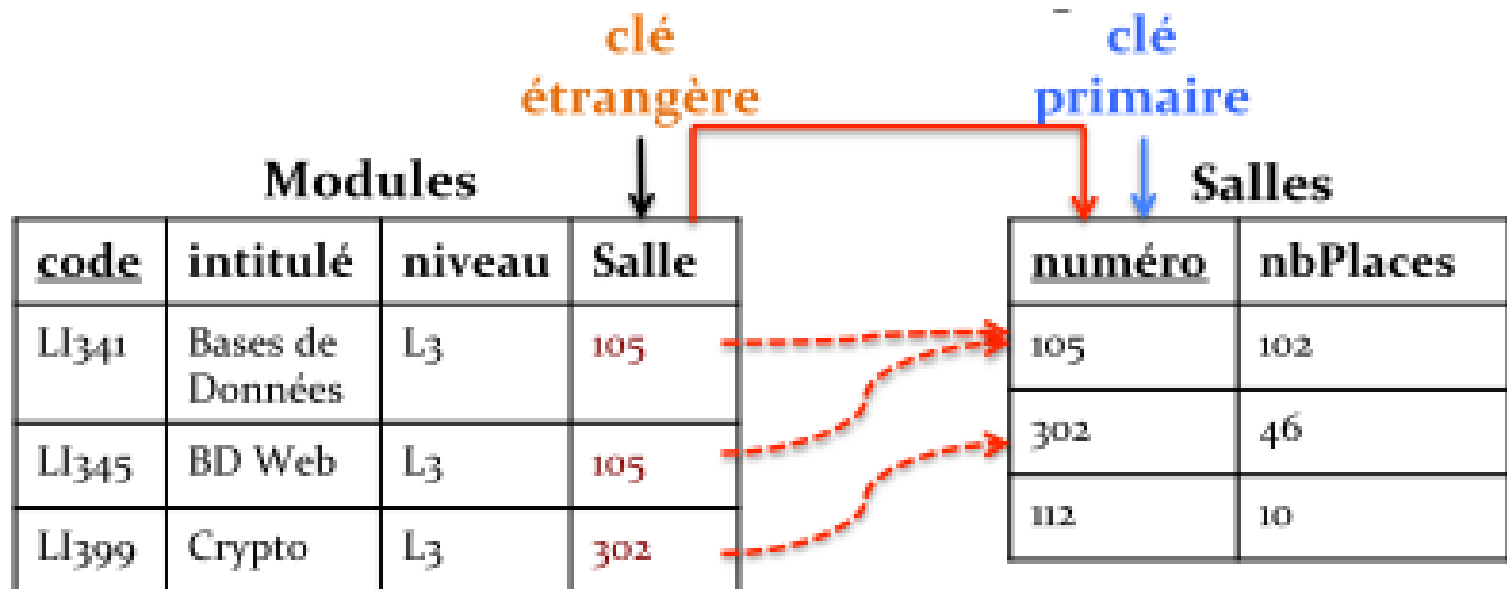 clé
étrangère
clé
primaire
Modules
Salles
code intitulé niveau Salle
LI341 Bases de
Données L3 105
LI345 BD Web L3 105
LI399 Crypto L3 302
numéro nbPlaces
105 102
302 46
112 10